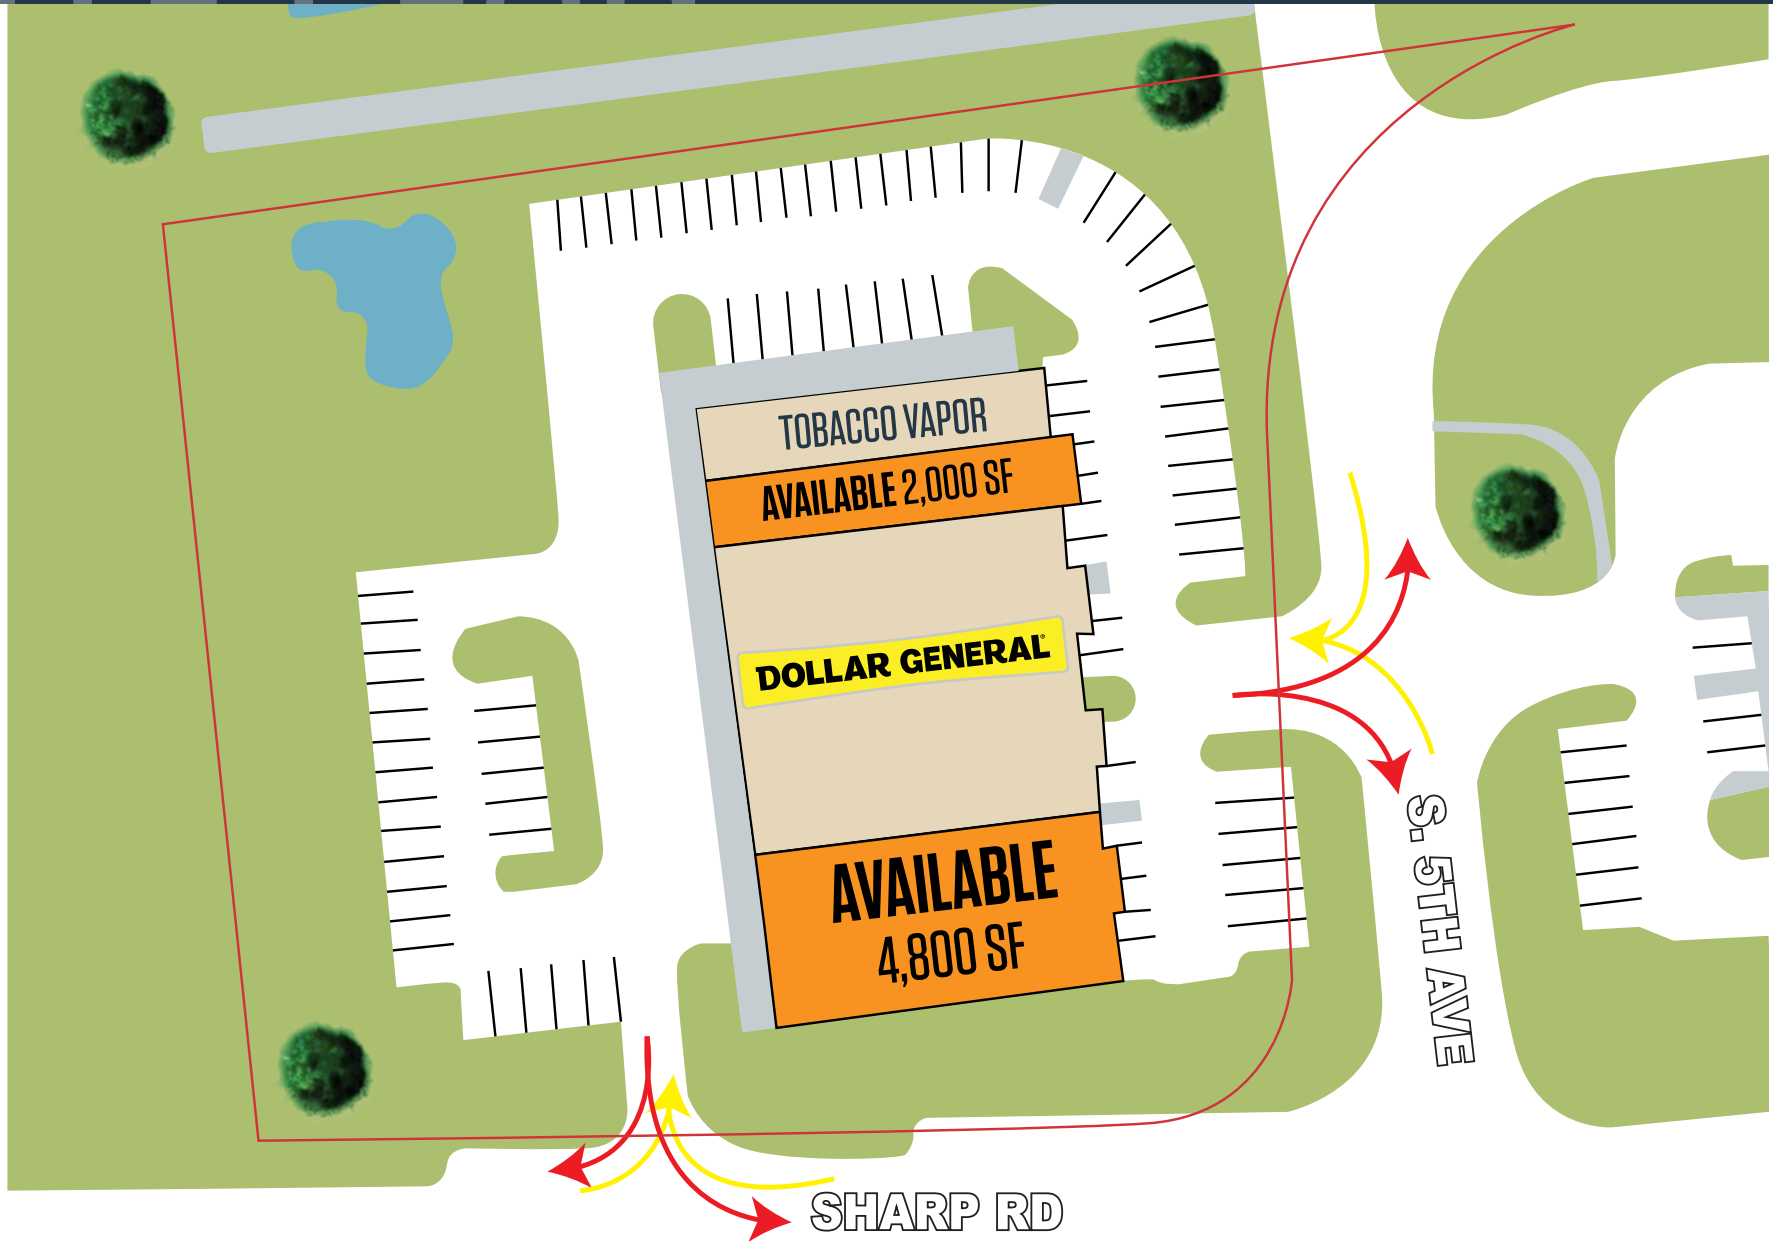 TOBACCO VAPOR
AVAILABLE 2,000 SF
DOLLAR GENERAL
AVAILABLE
4,800 SF
S. 5TH AVE
SHARP RD